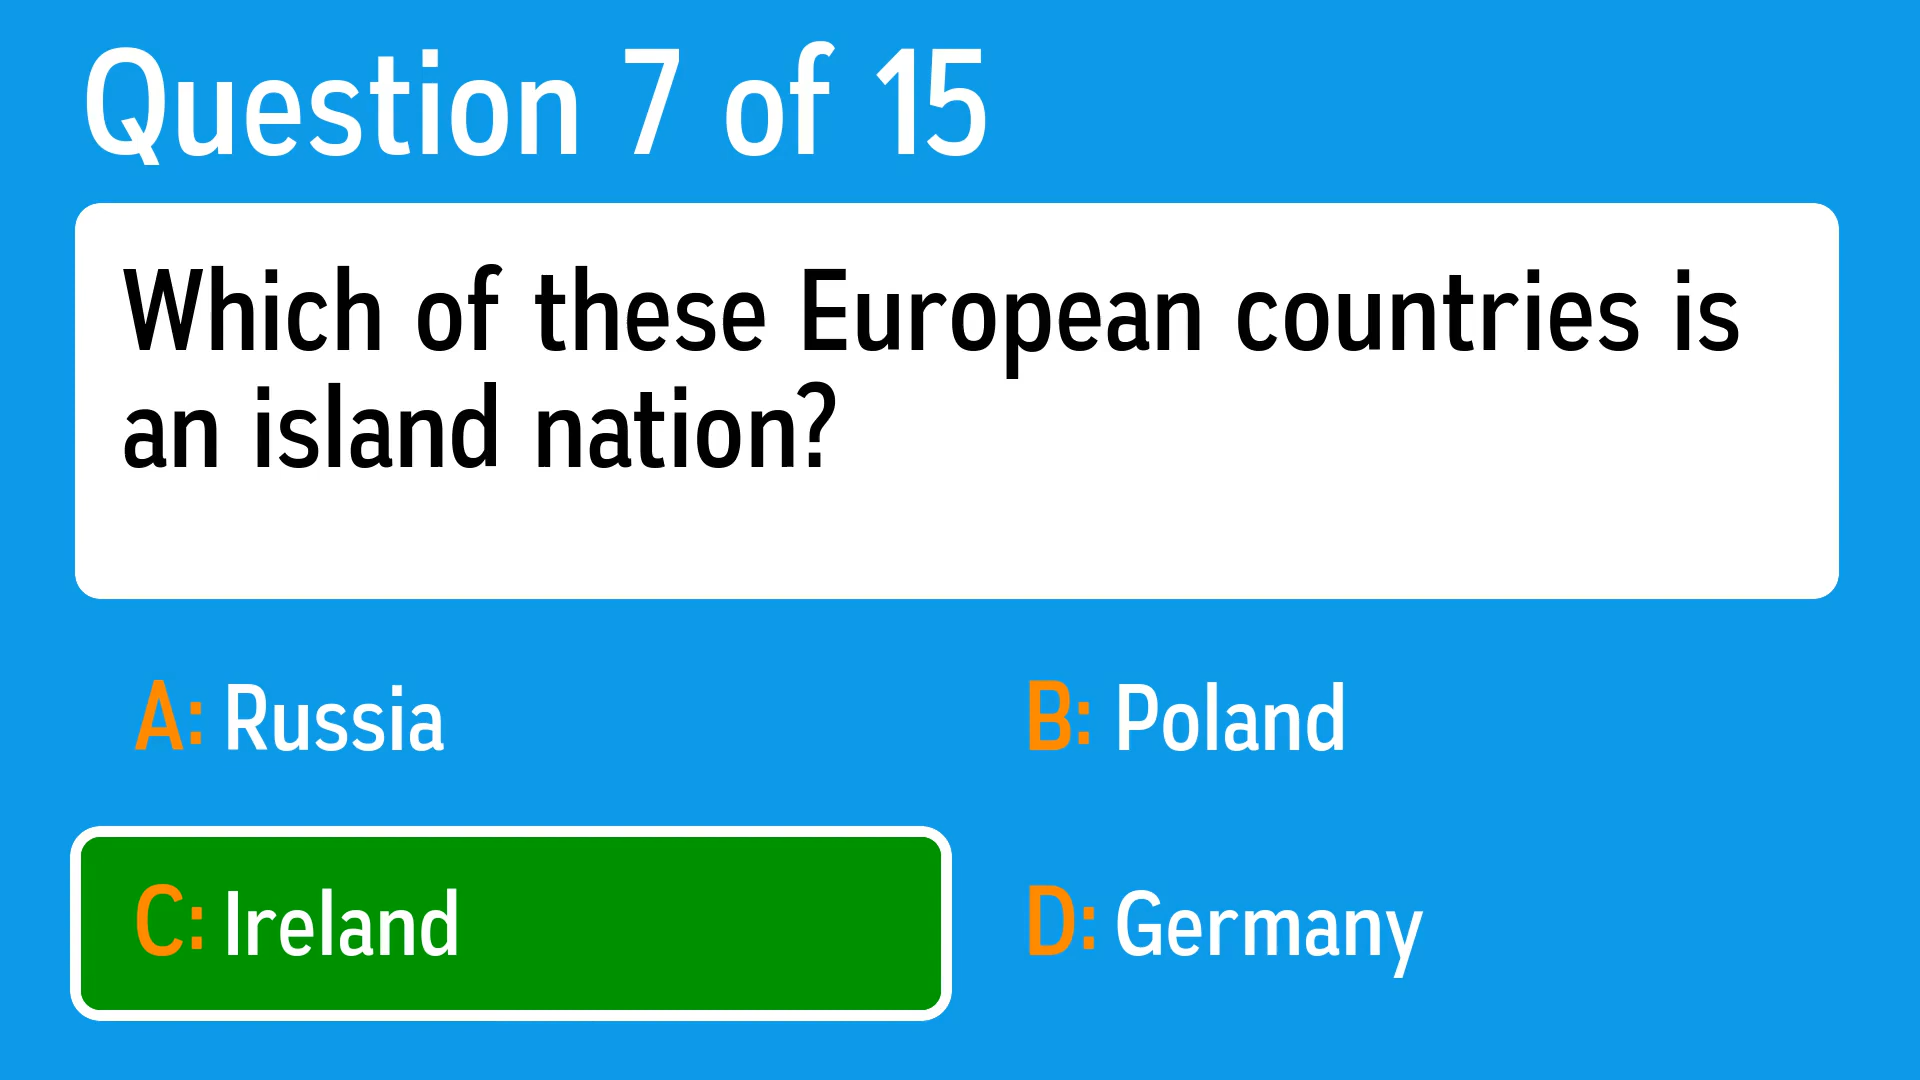 Question 7 of 15
Which of these European countries is
an island nation?
A: Russia
B: Poland
C: Ireland
D: Germany